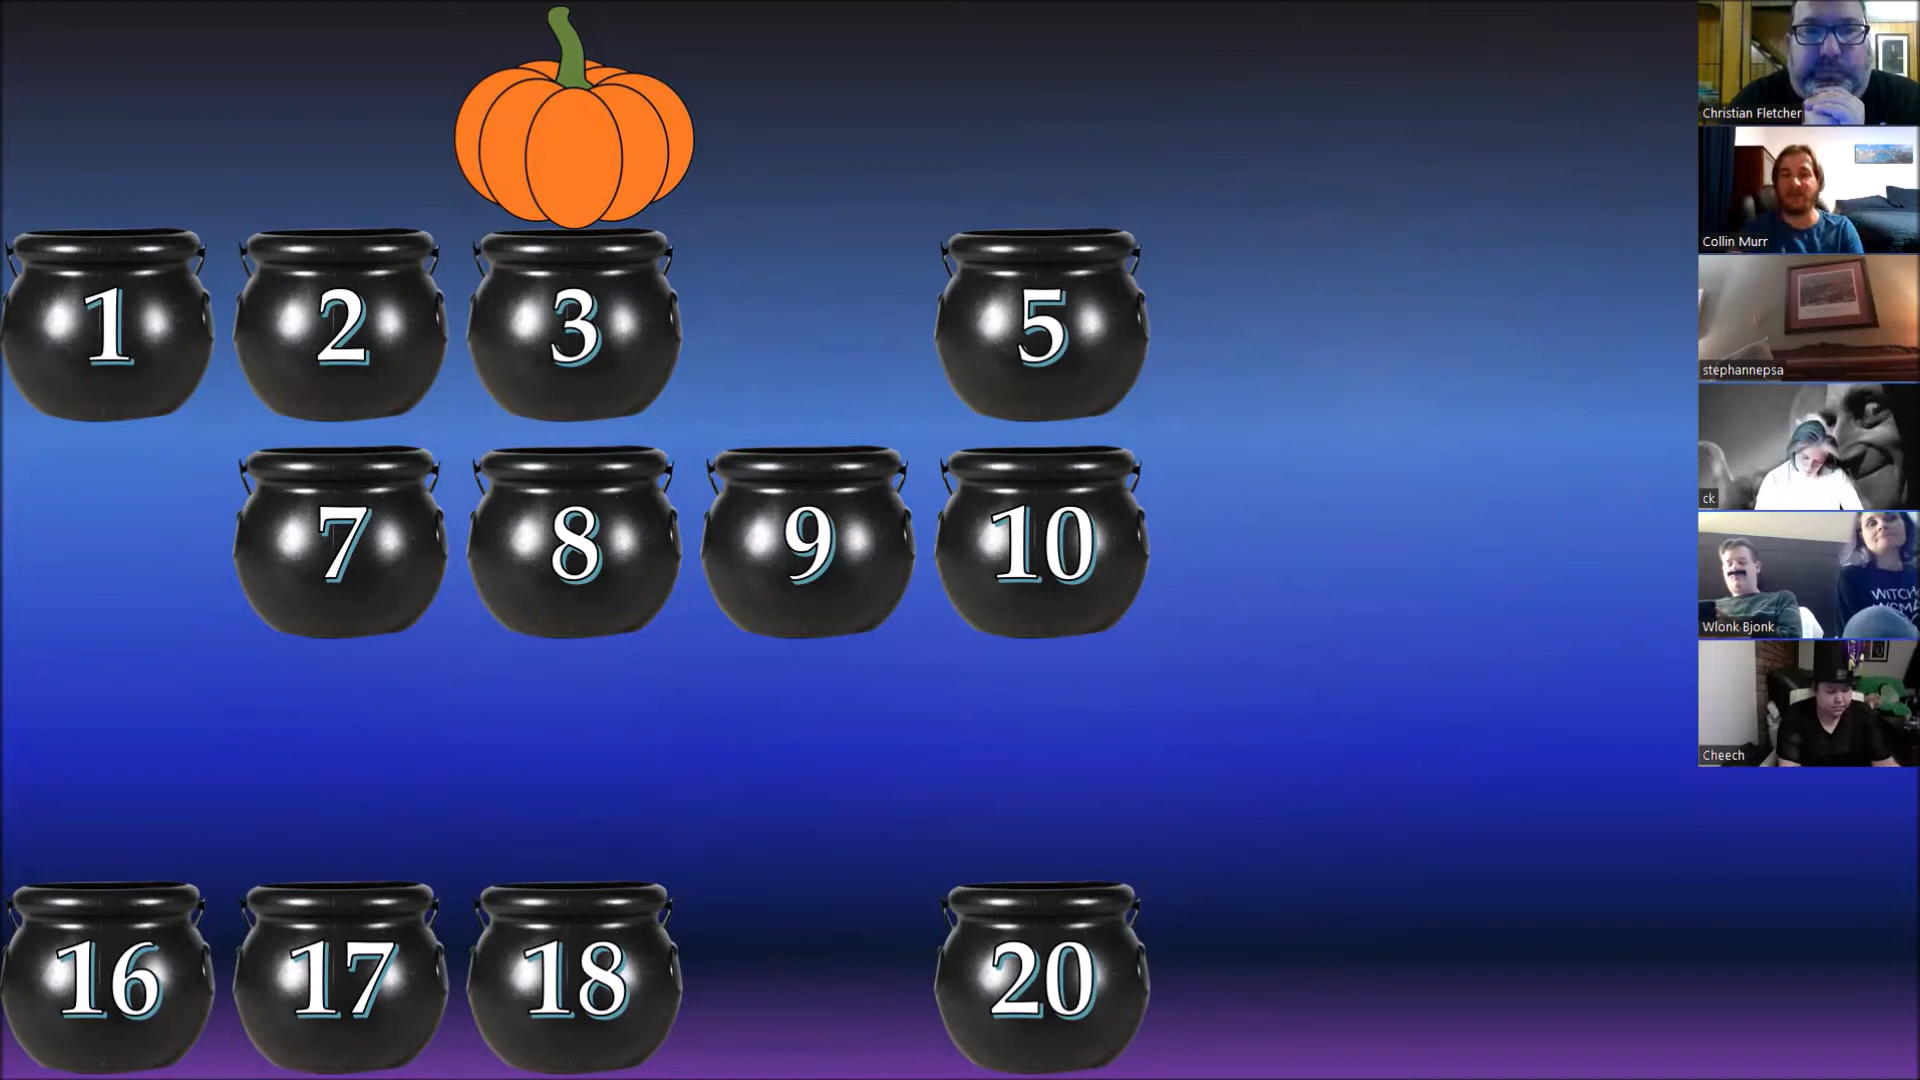 1
2
3
5
7
8
9
10
16
17
18
20
Christian Fletcher
Collin Murr
stephannepsa
ck
WITCH
Wlonk Bjonk
Cheech